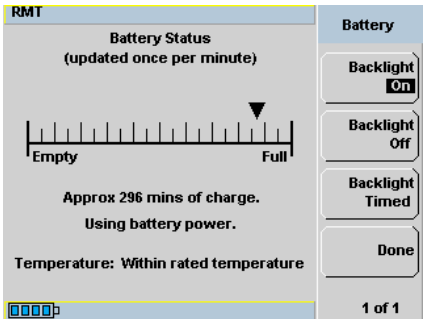 RMT
Battery Status
(updated once per minute)
Empty
Full
Approx 296 mins of charge.
Using battery power.
Temperature: Within rated temperature
Battery
Backlight
On
Backlight
Off
Backlight
Timed
Done
1 of 1